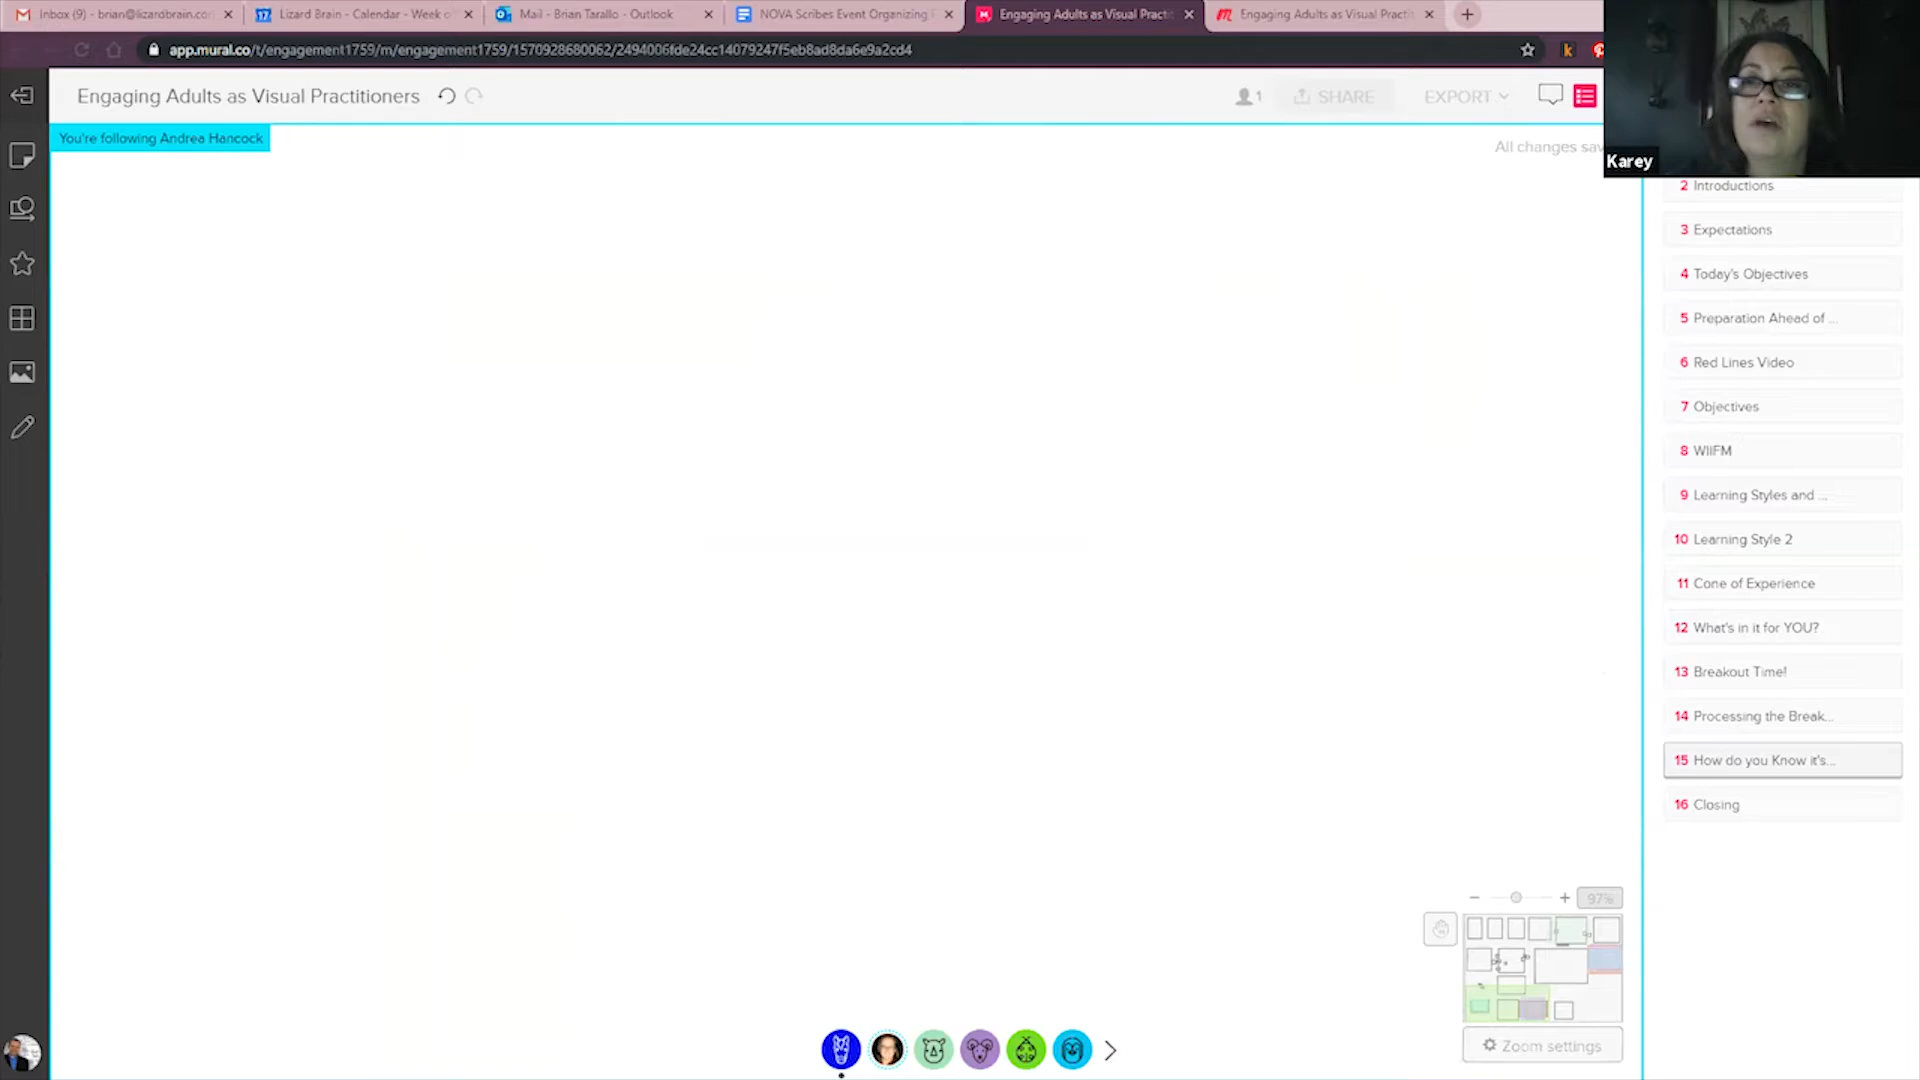 Inbox (9) - brian@lizardbrain.co
Lizard Brain - Calendar - Week o
Mail - Brian Tarallo - Outlook
NOVA Scribes Event Organizing
Engaging Adults as Visual Practi
Engaging Adults as Visual Practit
app.mural.co/t/engagement1759/m/engagement1759/1570928680062/2494006fde24cc14079247f5eb8ad8da6e9a2cd4
Engaging Adults as Visual Practitioners
1
SHARE
EXPORT
You're following Andrea Hancock
All changes sav
Karey
2 Introductions
3 Expectations
4 Today's Objectives
5 Preparation Ahead of ...
6 Red Lines Video
7 Objectives
8 WIIFM
9 Learning Styles and ...
10 Learning Style 2
11 Cone of Experience
12 What's in it for YOU?
13 Breakout Time!
14 Processing the Break...
15 How do you Know it's...
16 Closing
97%
Zoom settings